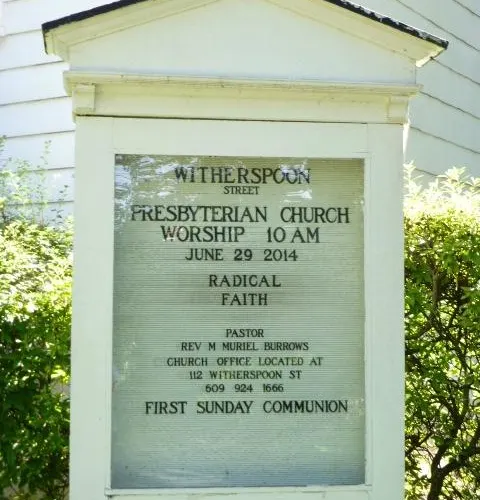 WITHERSPOON
STREET
PRESBYTERIAN CHURCH
WORSHIP 10 AM
JUNE 29 2014
RADICAL
FAITH
PASTOR
REV M MURIEL BURROWS
CHURCH OFFICE LOCATED AT
112 WITHERSPOON ST
609 924 1666
FIRST SUNDAY COMMUNION